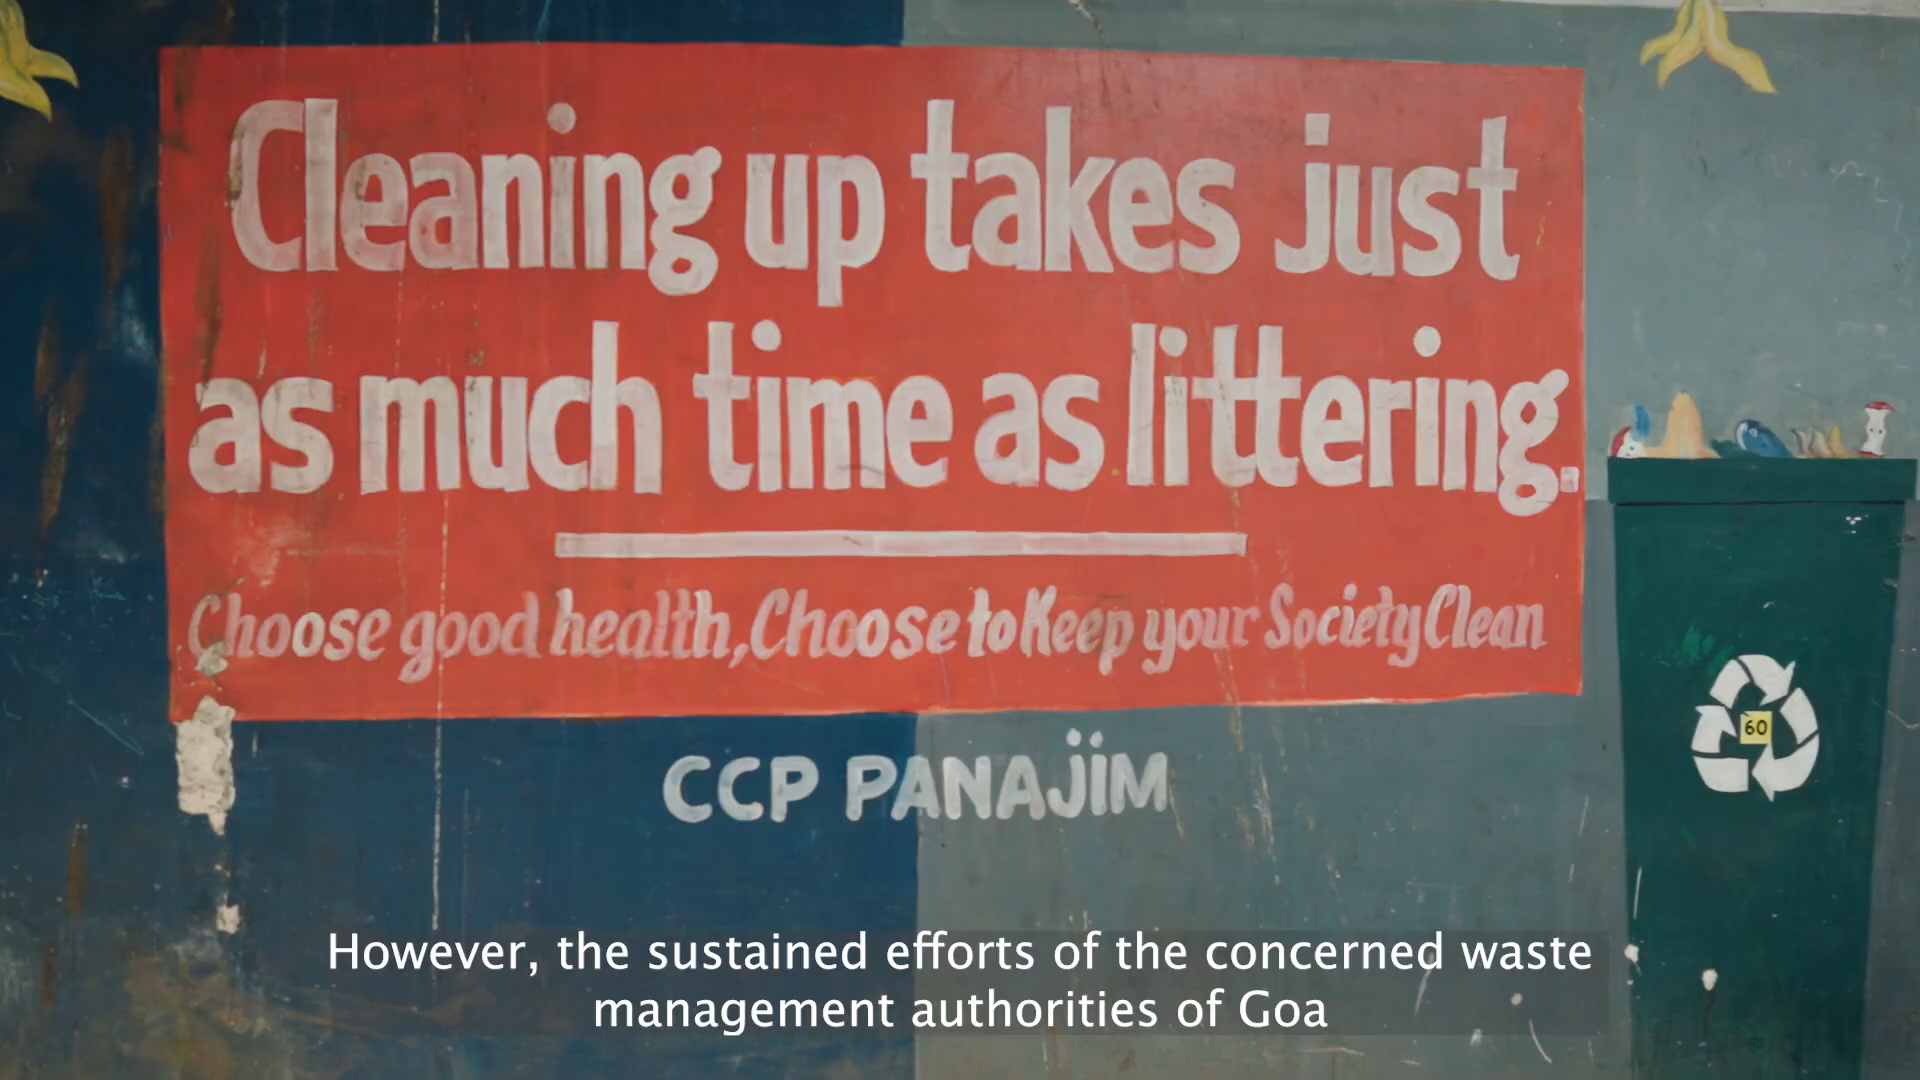 Cleaning up takes just
as much time as littering.
Choose good health, Choose to Keep your Society Clean
CCP PANAJiM
60
However, the sustained efforts of the concerned waste
management authorities of Goa